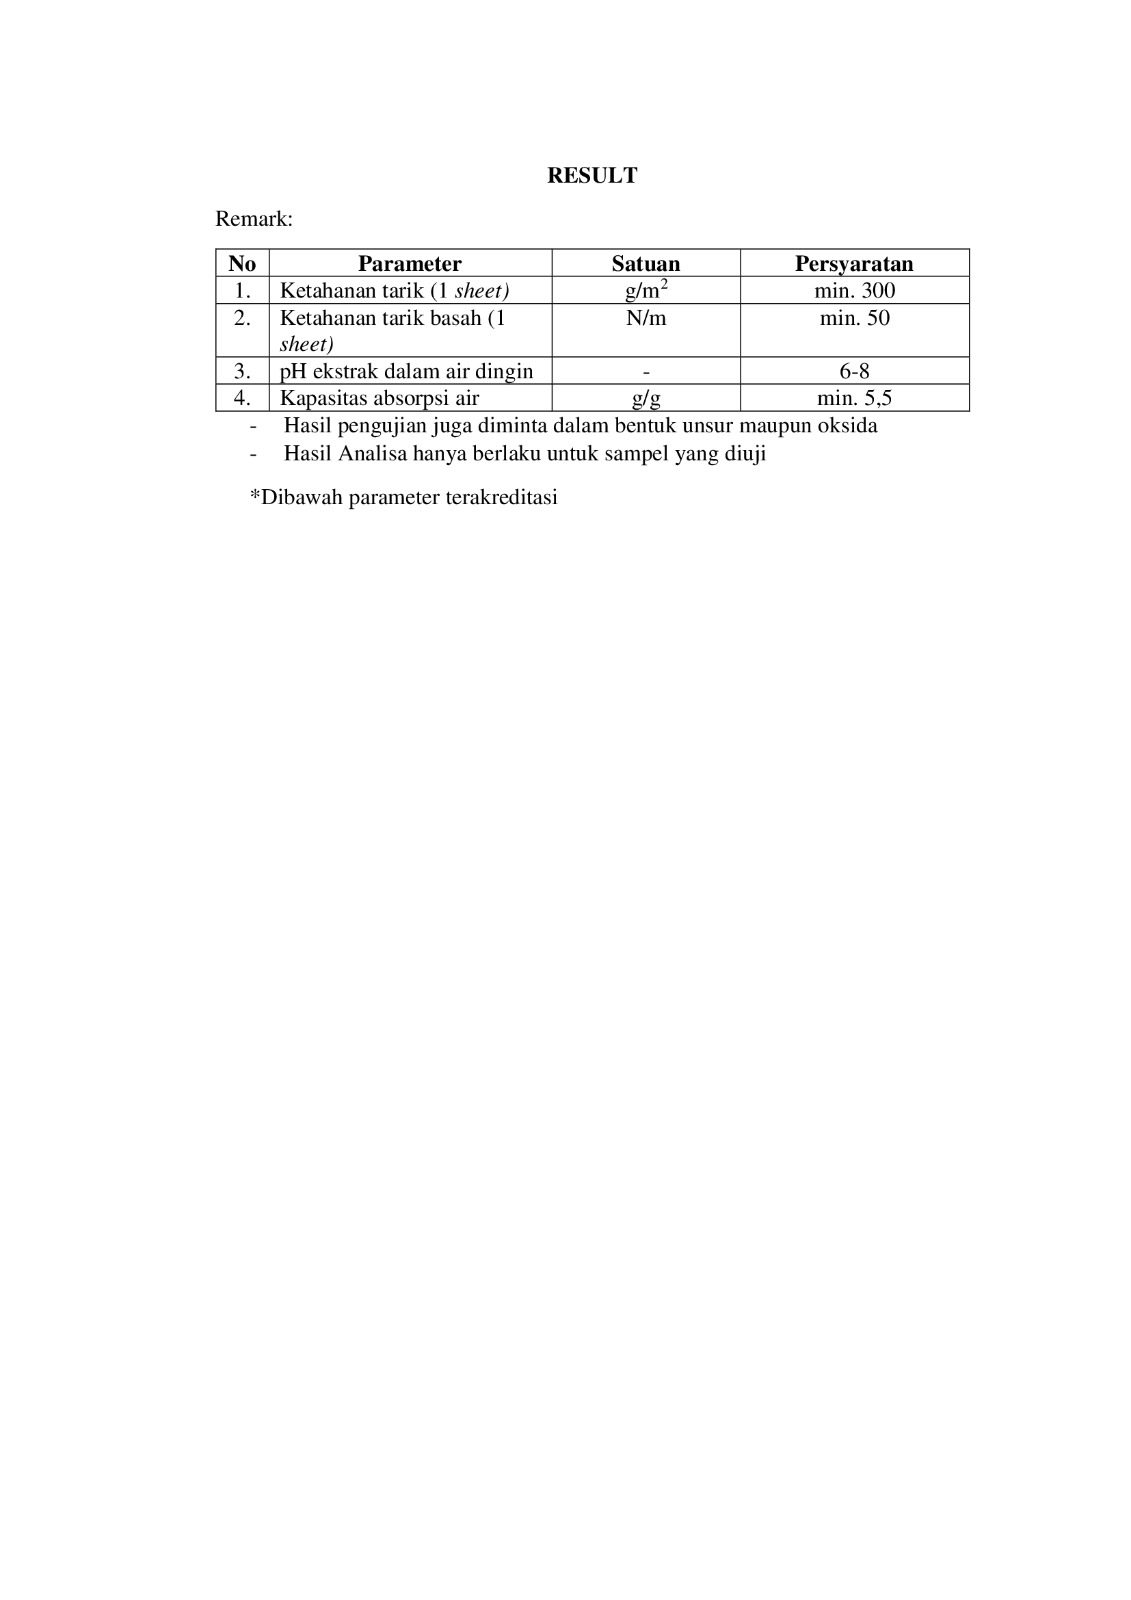 RESULT
Remark:
No Parameter Satuan Persyaratan
1. Ketahanan tarik (1 sheet) g/m² min. 300
2. Ketahanan tarik basah (1 N/m min. 50
sheet)
3. pH ekstrak dalam air dingin - 6-8
4. Kapasitas absorpsi air g/g min. 5,5
- Hasil pengujian juga diminta dalam bentuk unsur maupun oksida
- Hasil Analisa hanya berlaku untuk sampel yang diuji
*Dibawah parameter terakreditasi